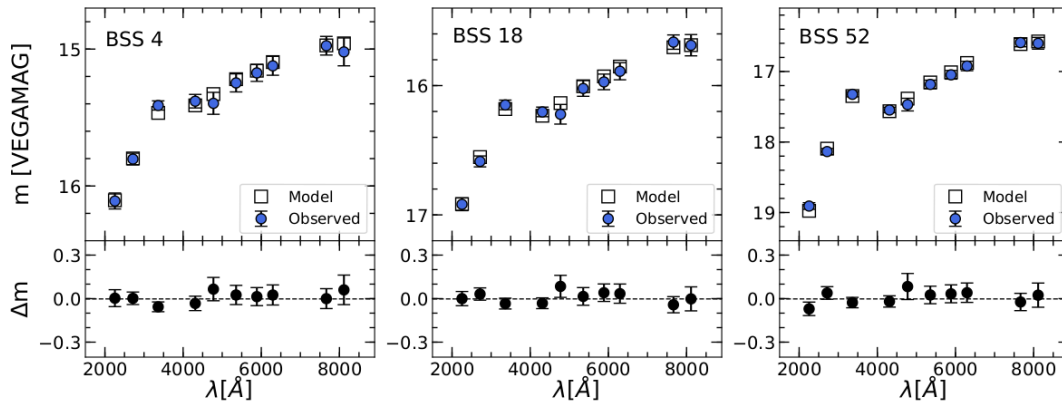 BSS 4
BSS 18
BSS 52
m [VEGAMAG]
15
16
16
17
17
18
19
Model
Observed
Model
Observed
Model
Observed
Δm
0.3
0.0
−0.3
0.3
0.0
−0.3
0.3
0.0
−0.3
2000 4000 6000 8000
2000 4000 6000 8000
2000 4000 6000 8000
λ[Å]
λ[Å]
λ[Å]